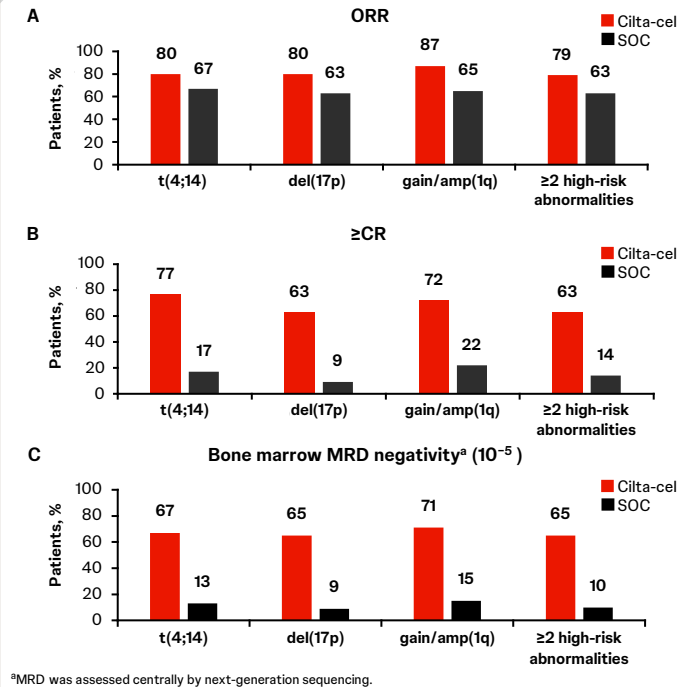 A
ORR
Cilta-cel
SOC
Patients, %
100
80
60
40
20
0
80
67
80
63
87
65
79
63
t(4;14)
del(17p)
gain/amp(1q)
≥2 high-risk
abnormalities
B
≥CR
Cilta-cel
SOC
Patients, %
100
80
60
40
20
0
77
17
63
9
72
22
63
14
t(4;14)
del(17p)
gain/amp(1q)
≥2 high-risk
abnormalities
C
Bone marrow MRD negativityᵃ (10⁻⁵ )
Cilta-cel
SOC
Patients, %
100
80
60
40
20
0
67
13
65
9
71
15
65
10
t(4;14)
del(17p)
gain/amp(1q)
≥2 high-risk
abnormalities
ᵃMRD was assessed centrally by next-generation sequencing.